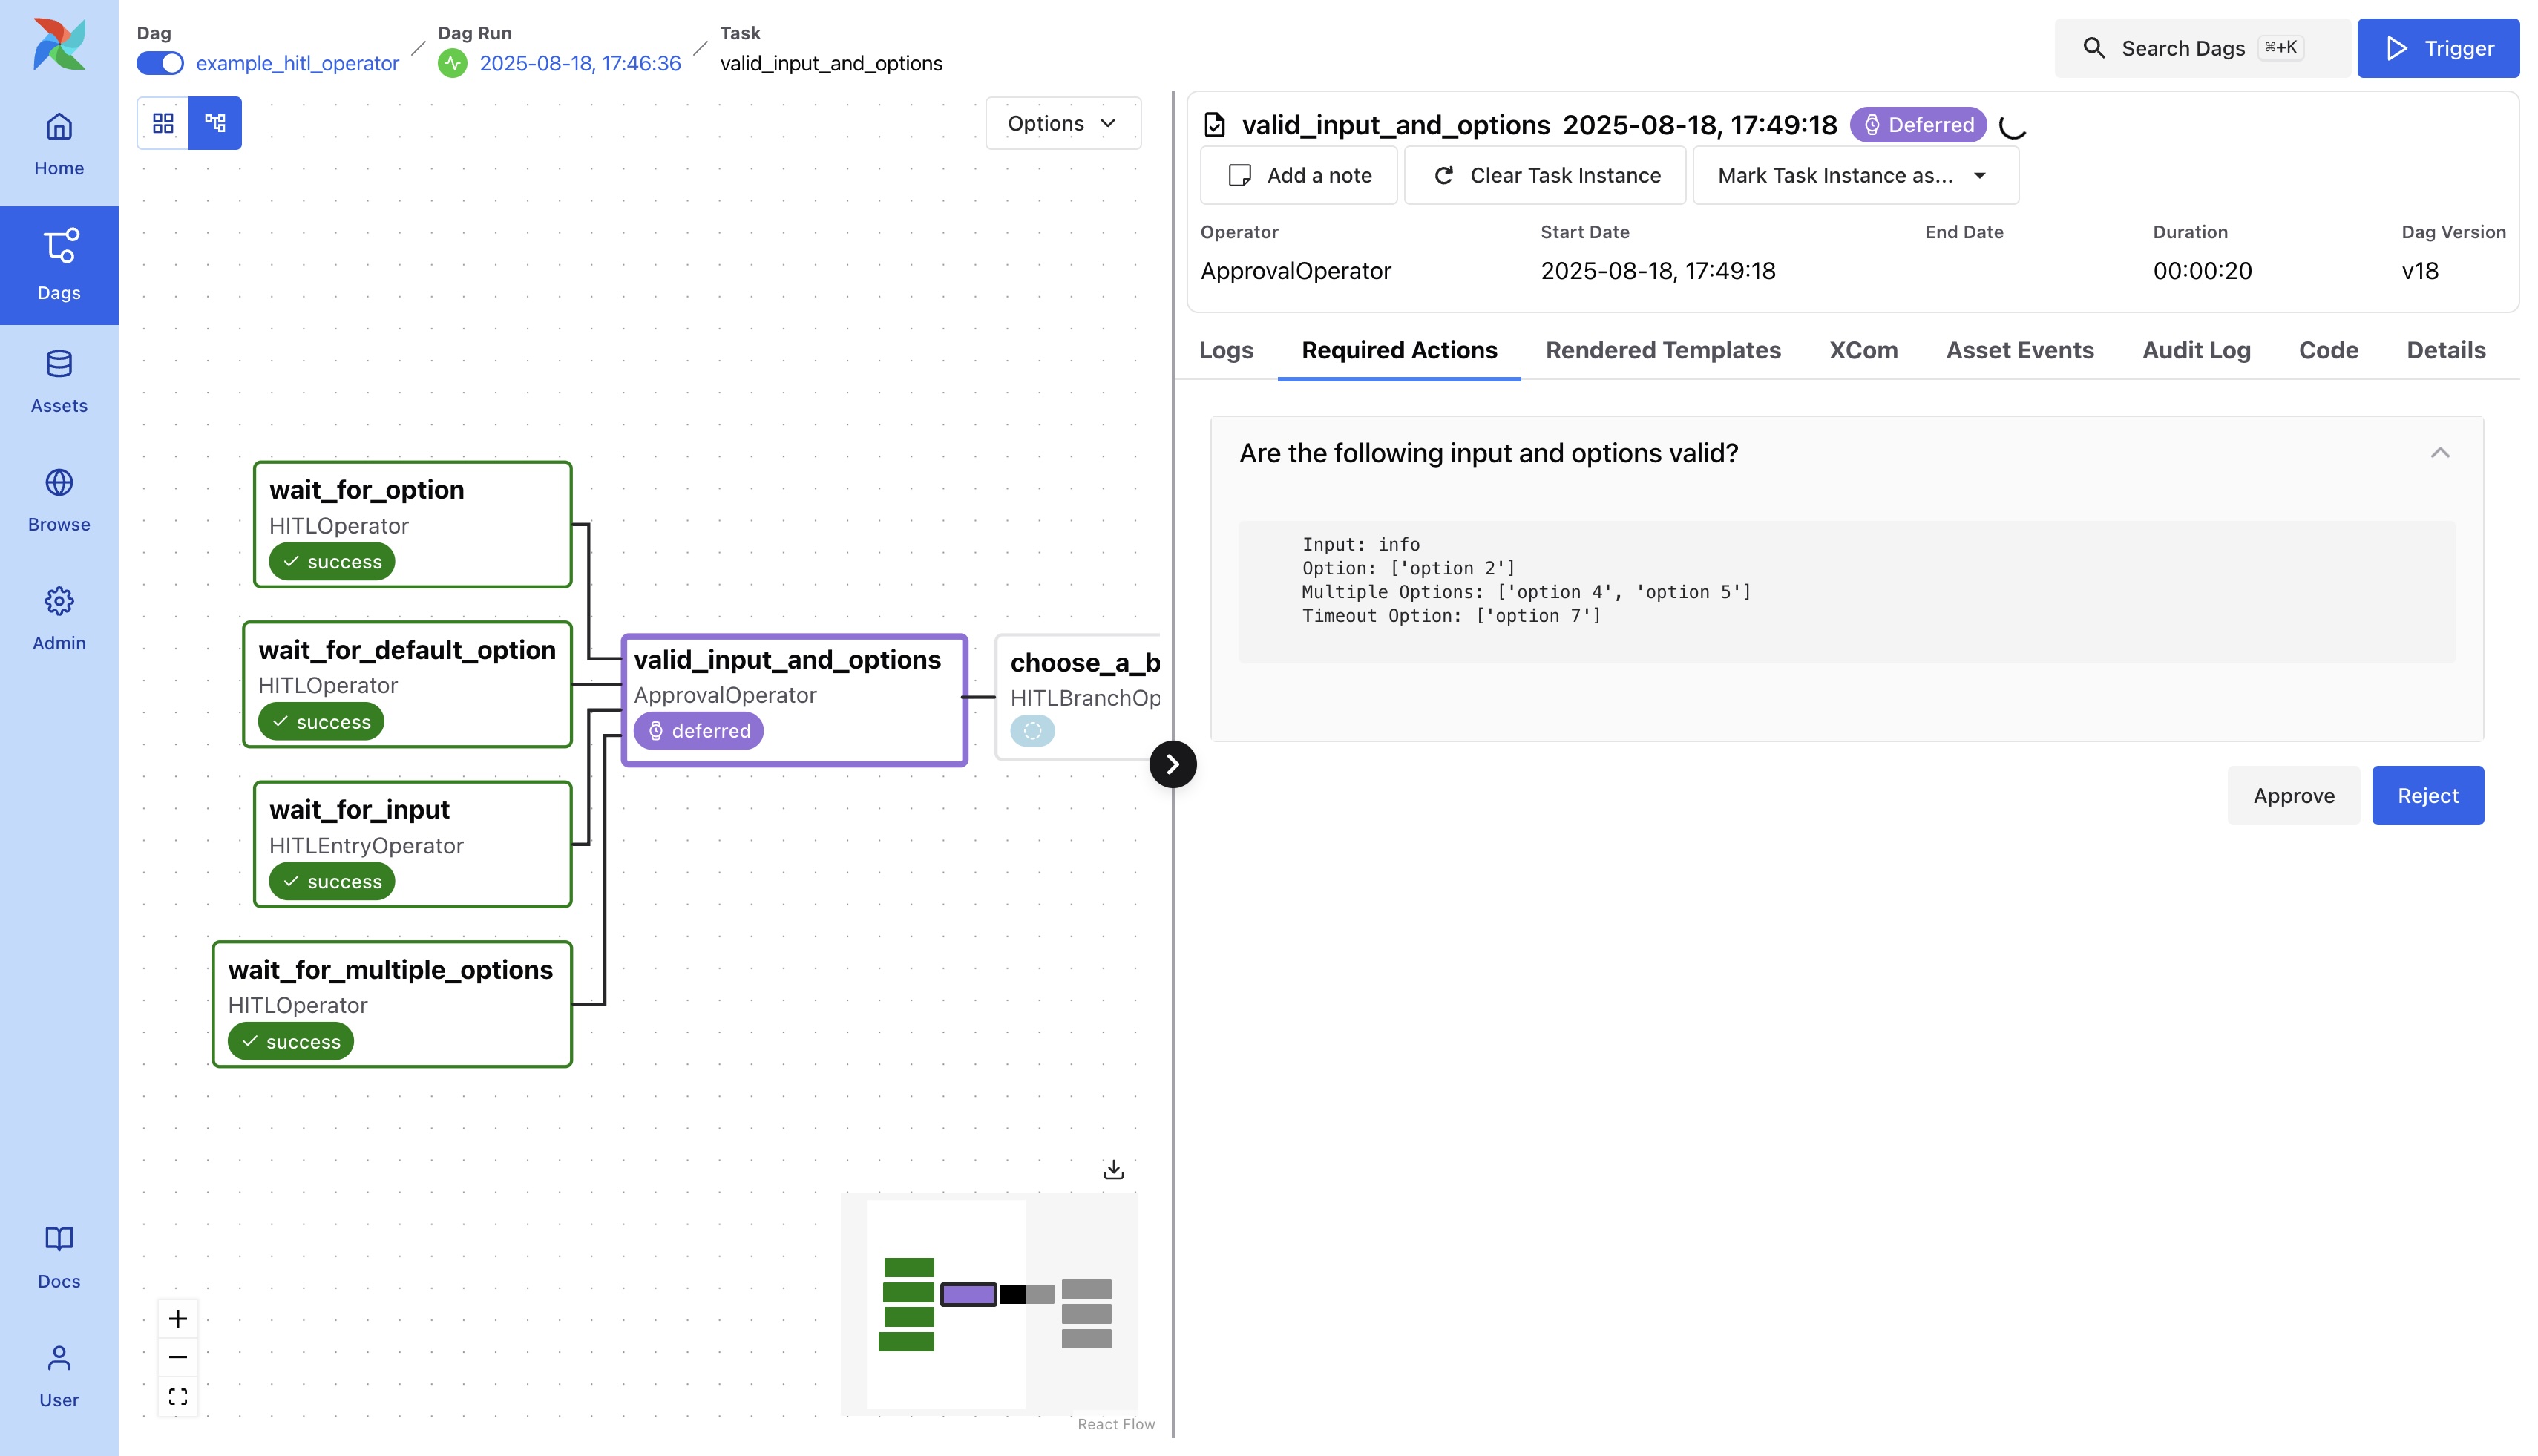 Dag
example_hitl_operator
Dag Run
2025-08-18, 17:46:36
Task
valid_input_and_options
Search Dags ⌘+K
Trigger
Home
Dags
Assets
Browse
Admin
Docs
User
Options
wait_for_option
HITLOperator
success
wait_for_default_option
HITLOperator
success
wait_for_input
HITLEntryOperator
success
wait_for_multiple_options
HITLOperator
success
valid_input_and_options
ApprovalOperator
deferred
choose_a_b
HITLBranchOp
React Flow
valid_input_and_options 2025-08-18, 17:49:18 Deferred
Add a note Clear Task Instance Mark Task Instance as...
Operator Start Date End Date Duration Dag Version
ApprovalOperator 2025-08-18, 17:49:18 00:00:20 v18
Logs Required Actions Rendered Templates XCom Asset Events Audit Log Code Details
Are the following input and options valid?
Input: info
Option: ['option 2']
Multiple Options: ['option 4', 'option 5']
Timeout Option: ['option 7']
Approve Reject